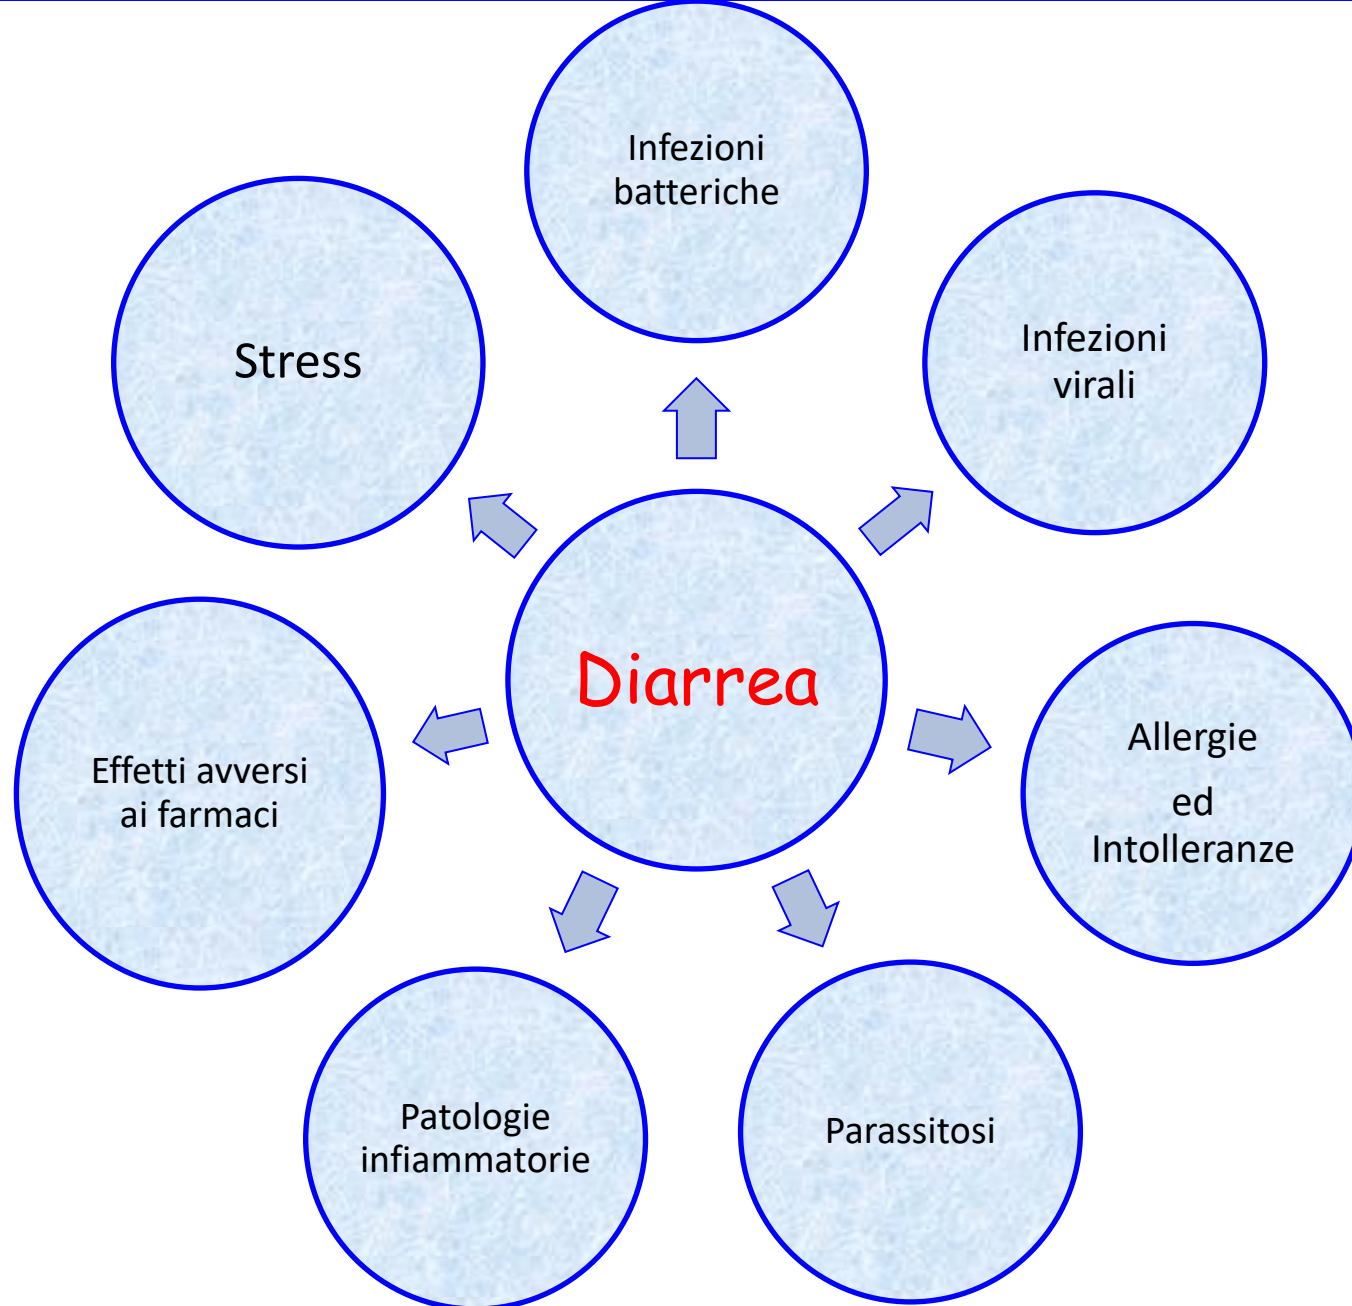 Infezioni
batteriche
Infezioni
virali
Stress
Diarrea
Allergie
ed
Intolleranze
Effetti avversi
ai farmaci
Patologie
infiammatorie
Parassitosi